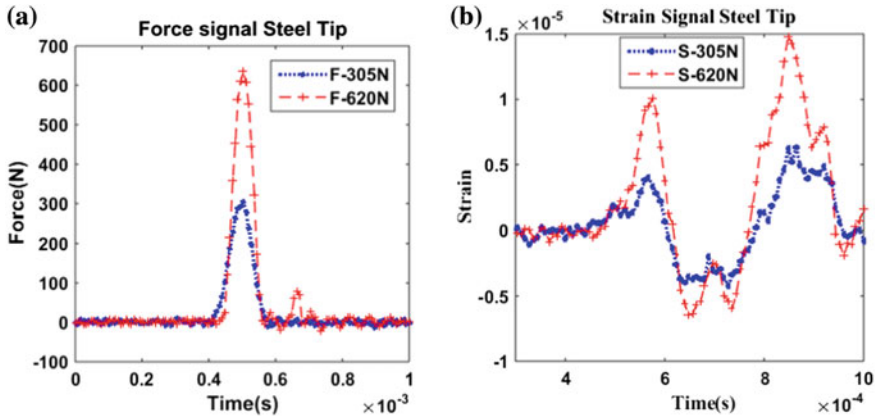 (a)
Force signal Steel Tip
700
600
500
400
300
200
100
0
-100
Force(N)
F-305N
F-620N
0
0.2
0.4
0.6
0.8
1
Time(s)
×10⁻³
(b)
×10⁻⁵
Strain Signal Steel Tip
1.5
1
0.5
0
-0.5
-1
Strain
S-305N
S-620N
4
6
8
10
Time(s)
×10⁻⁴